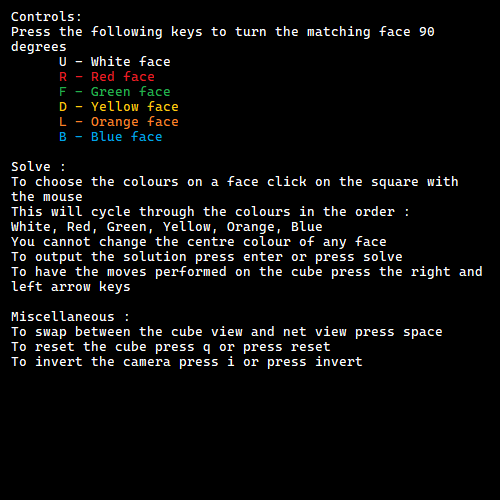 Controls:
Press the following keys to turn the matching face 90
degrees
U - White face
R - Red face
F - Green face
D - Yellow face
L - Orange face
B - Blue face
Solve :
To choose the colours on a face click on the square with
the mouse
This will cycle through the colours in the order :
White, Red, Green, Yellow, Orange, Blue
You cannot change the centre colour of any face
To output the solution press enter or press solve
To have the moves performed on the cube press the right and
left arrow keys
Miscellaneous :
To swap between the cube view and net view press space
To reset the cube press q or press reset
To invert the camera press i or press invert